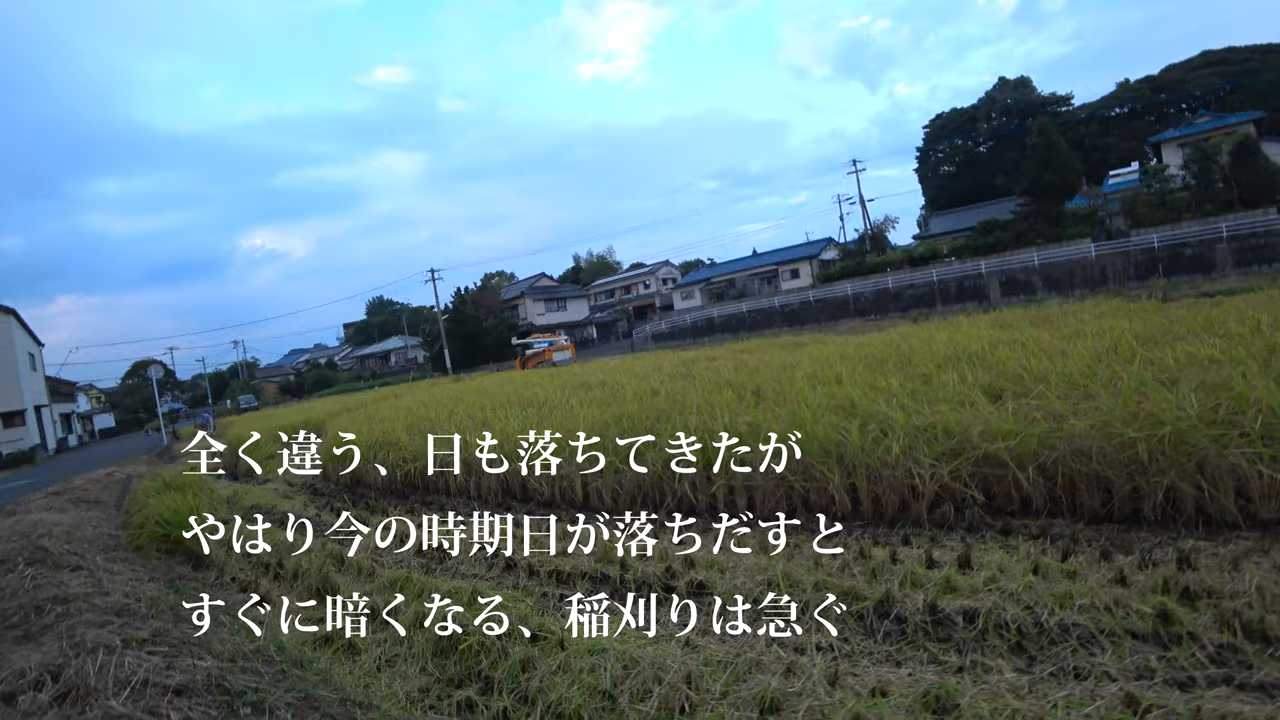 全く違う、日も落ちてきたが
やはり今の時期日が落ちだすと
すぐに暗くなる、稲刈りは急ぐ